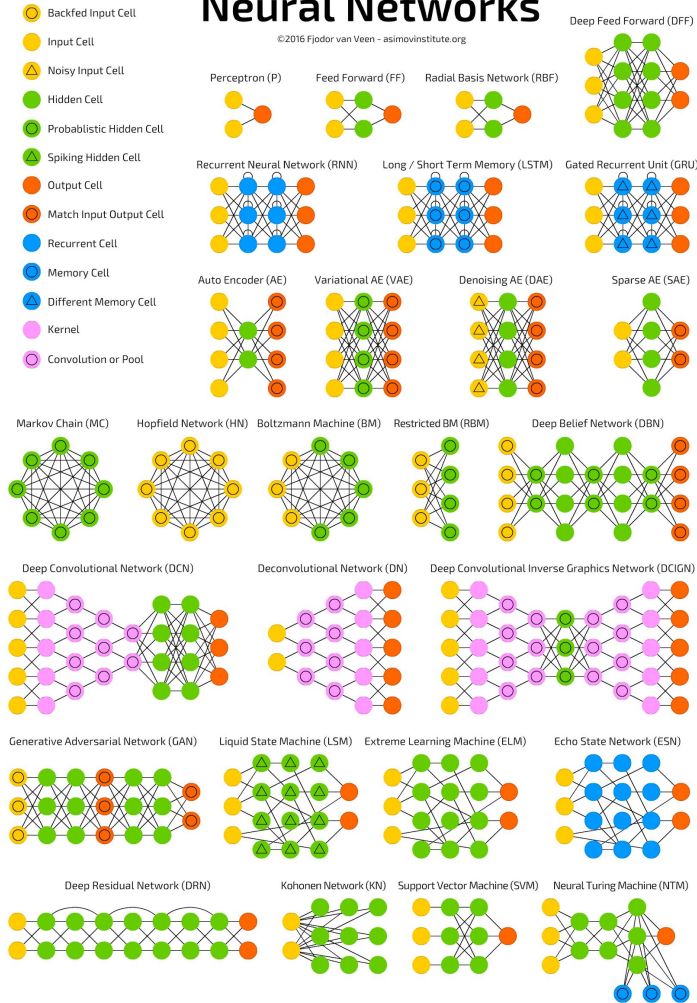 Neural Networks
©2016 Fjodor van Veen - asimovinstitute.org
Backfed Input Cell
Input Cell
Noisy Input Cell
Hidden Cell
Probablistic Hidden Cell
Spiking Hidden Cell
Output Cell
Match Input Output Cell
Recurrent Cell
Memory Cell
Different Memory Cell
Kernel
Convolution or Pool
Deep Feed Forward (DFF)
Perceptron (P)
Feed Forward (FF)
Radial Basis Network (RBF)
Recurrent Neural Network (RNN)
Long / Short Term Memory (LSTM)
Gated Recurrent Unit (GRU)
Auto Encoder (AE)
Variational AE (VAE)
Denoising AE (DAE)
Sparse AE (SAE)
Markov Chain (MC)
Hopfield Network (HN)
Boltzmann Machine (BM)
Restricted BM (RBM)
Deep Belief Network (DBN)
Deep Convolutional Network (DCN)
Deconvolutional Network (DN)
Deep Convolutional Inverse Graphics Network (DCIGN)
Generative Adversarial Network (GAN)
Liquid State Machine (LSM)
Extreme Learning Machine (ELM)
Echo State Network (ESN)
Deep Residual Network (DRN)
Kohonen Network (KN)
Support Vector Machine (SVM)
Neural Turing Machine (NTM)